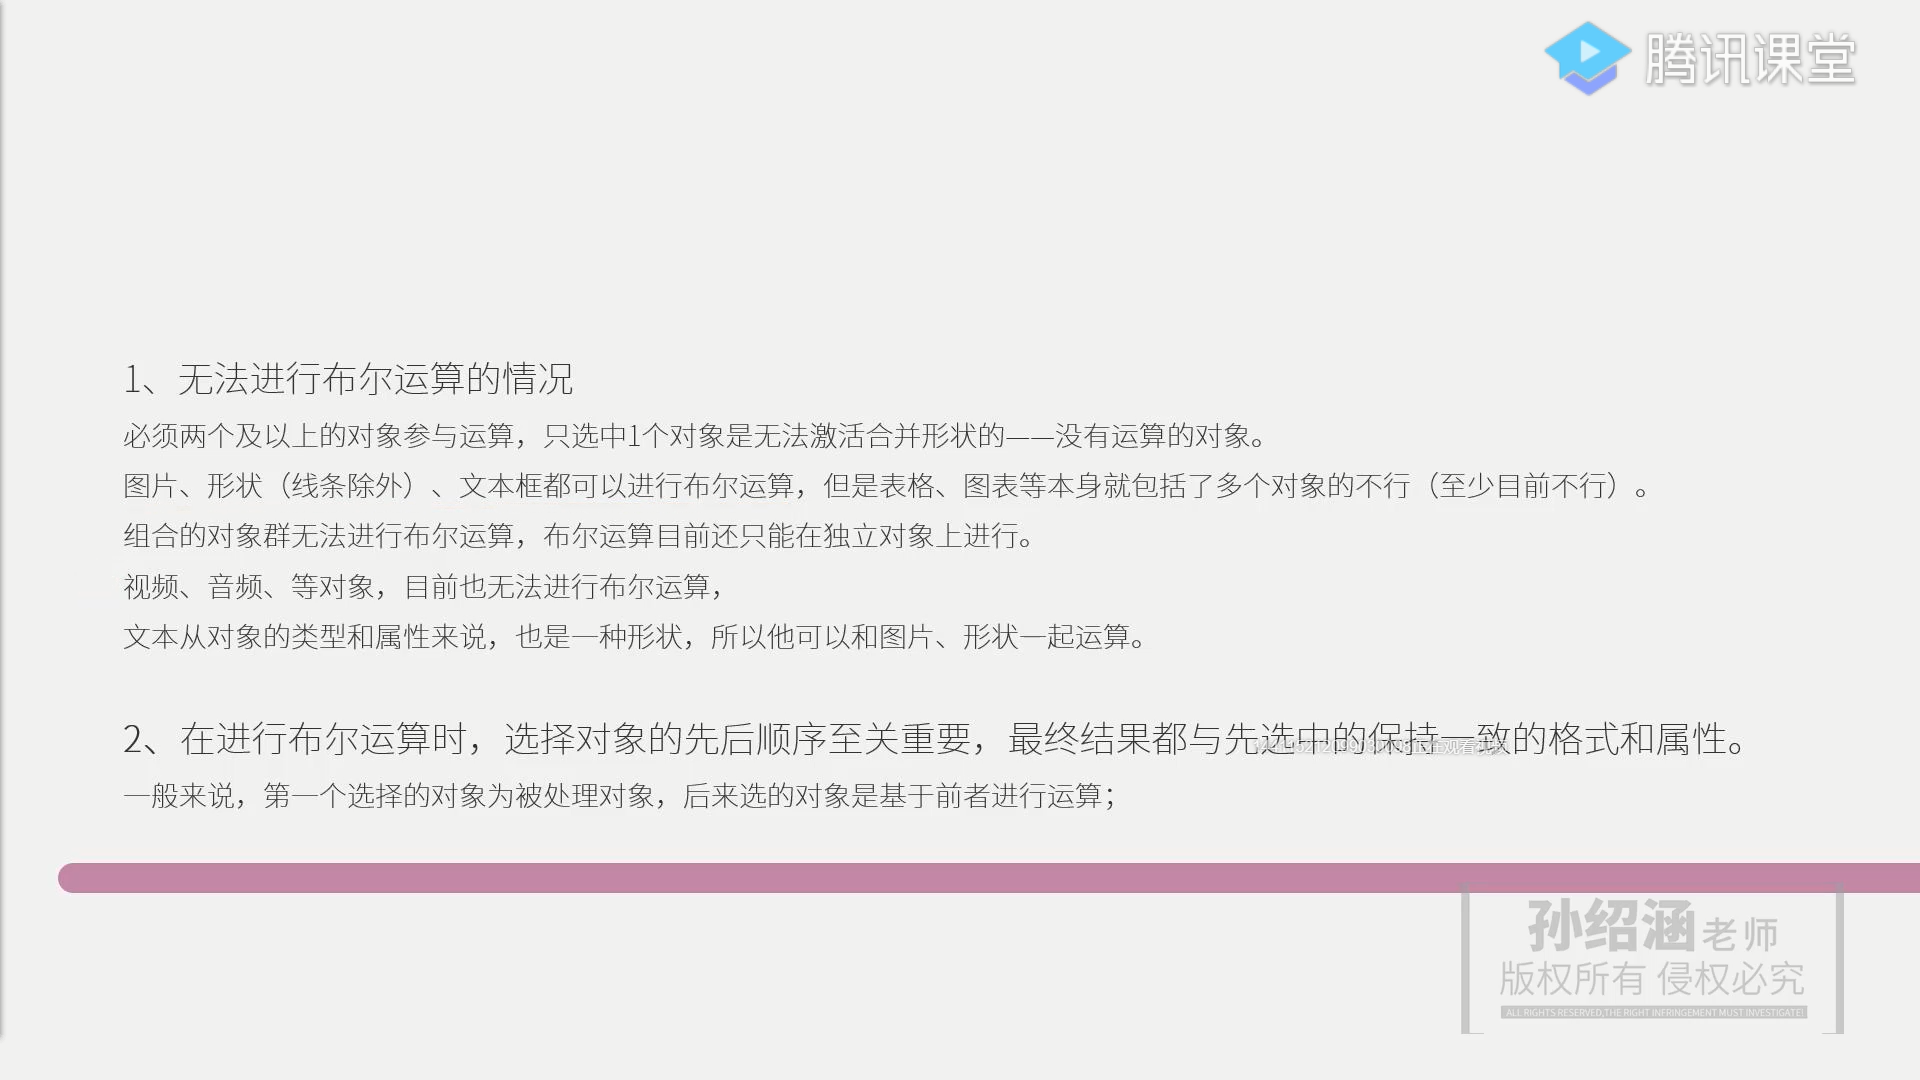 腾讯课堂
1、无法进行布尔运算的情况
必须两个及以上的对象参与运算，只选中1个对象是无法激活合并形状的——没有运算的对象。
图片、形状（线条除外）、文本框都可以进行布尔运算，但是表格、图表等本身就包括了多个对象的不行（至少目前不行）。
组合的对象群无法进行布尔运算，布尔运算目前还只能在独立对象上进行。
视频、音频、等对象，目前也无法进行布尔运算，
文本从对象的类型和属性来说，也是一种形状，所以他可以和图片、形状一起运算。
2、在进行布尔运算时，选择对象的先后顺序至关重要，最终结果都与先选中的保持一致的格式和属性。
正在观看视频
一般来说，第一个选择的对象为被处理对象，后来选的对象是基于前者进行运算；
孙绍涵老师
版权所有 侵权必究
ALL RIGHTS RESERVED,THE RIGHT INFRINGEMENT MUST INVESTIGATE!